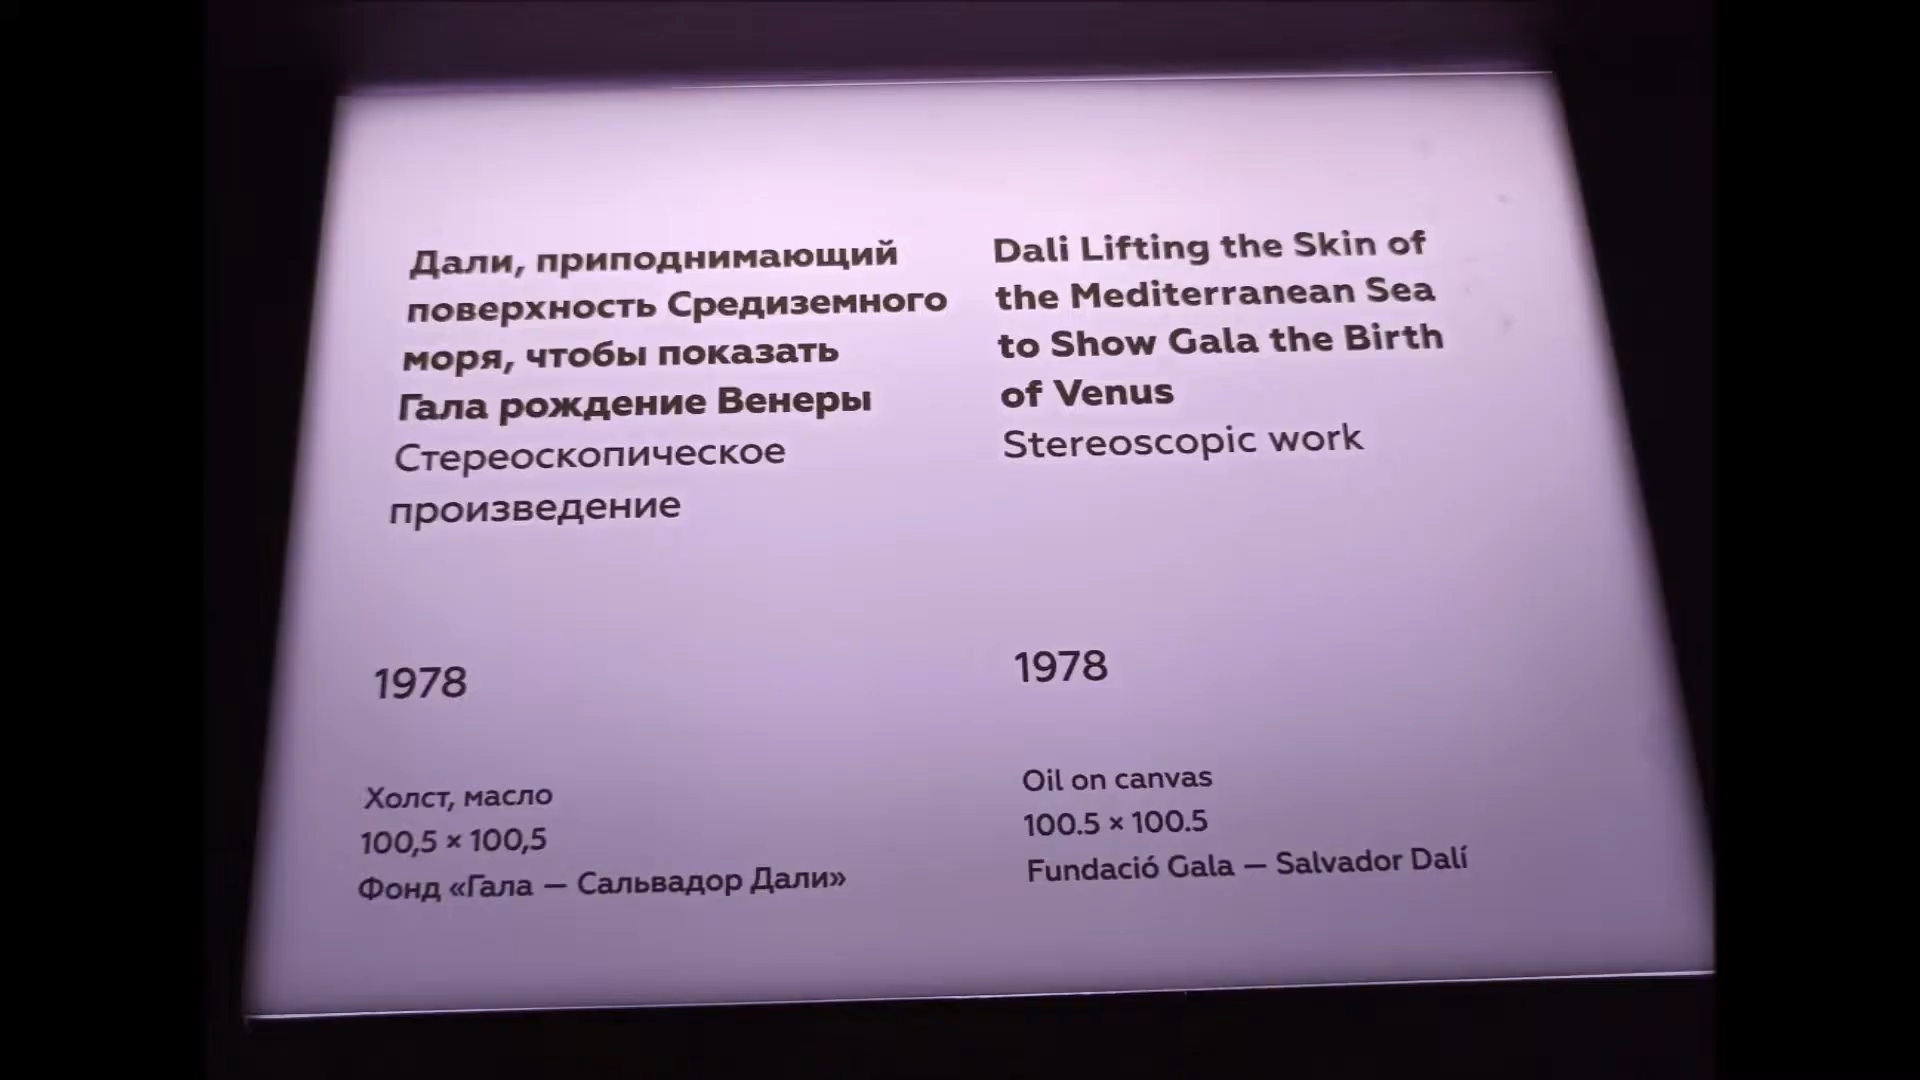 Дали, приподнимающий
поверхность Средиземного
моря, чтобы показать
Гала рождение Венеры
Стереоскопическое
произведение
1978
Холст, масло
100,5 × 100,5
Фонд «Гала — Сальвадор Дали»
Dali Lifting the Skin of
the Mediterranean Sea
to Show Gala the Birth
of Venus
Stereoscopic work
1978
Oil on canvas
100.5 × 100.5
Fundació Gala — Salvador Dalí